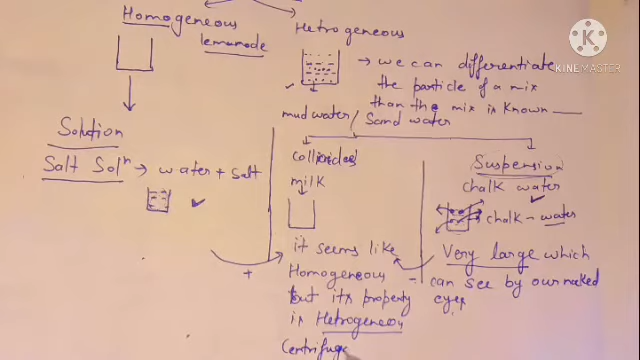 Homogeneous
lemonade
Hetrogeneous
→ we can differentiate
the particle of a mix
than the mix is known
mud water / Sand water
Solution
Salt Solⁿ → water + salt
colloidal
milk
it seems like
Homogeneous
but its property
is Hetrogeneou
Centrifuge
Suspension
chalk water
chalk - water
Very large which
- can see by our naked
eyes
+
K
KINEMASTER